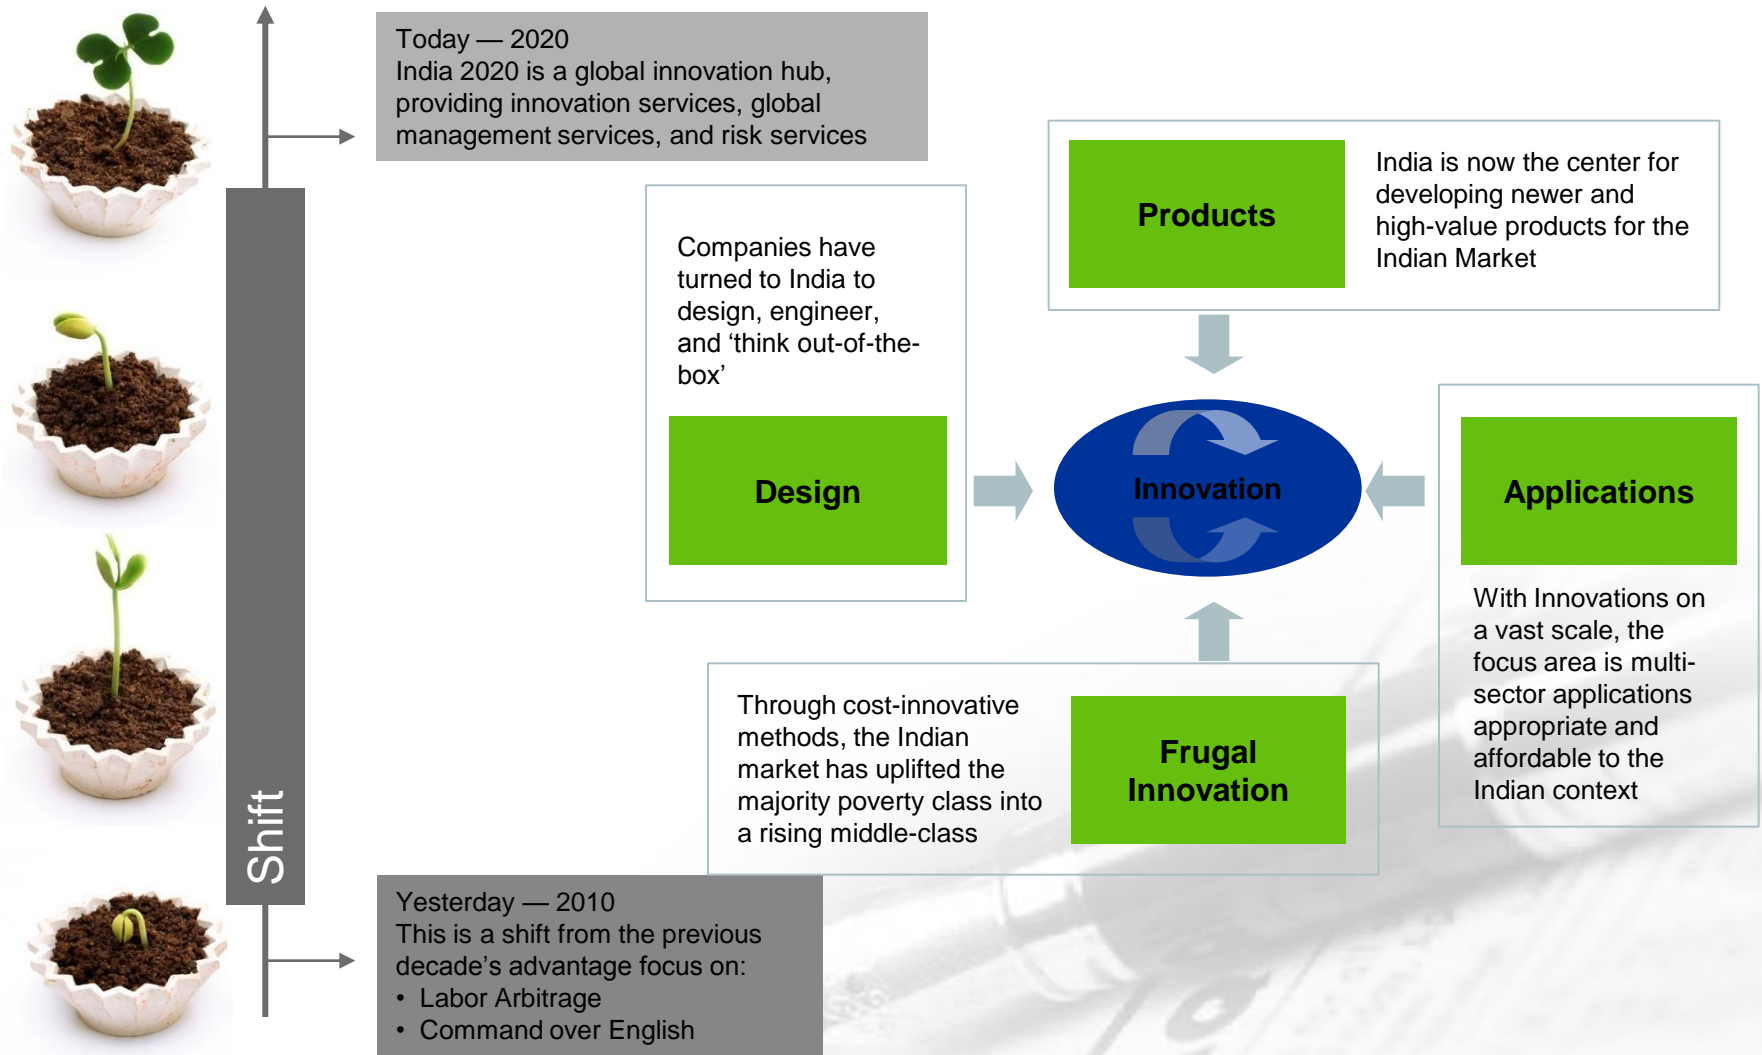 Today — 2020
India 2020 is a global innovation hub,
providing innovation services, global
management services, and risk services
Products
India is now the center for
developing newer and
high-value products for the
Indian Market
Companies have
turned to India to
design, engineer,
and ‘think out-of-the-
box’
Design
Innovation
Applications
With Innovations on
a vast scale, the
focus area is multi-
sector applications
appropriate and
affordable to the
Indian context
Through cost-innovative
methods, the Indian
market has uplifted the
majority poverty class into
a rising middle-class
Frugal
Innovation
Shift
Yesterday — 2010
This is a shift from the previous
decade’s advantage focus on:
• Labor Arbitrage
• Command over English